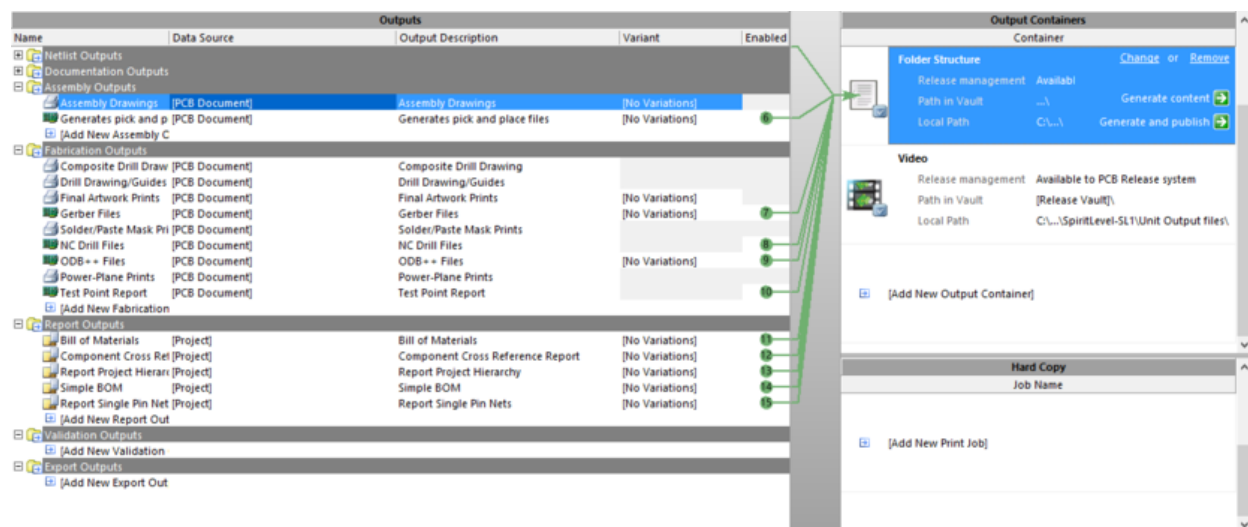 Outputs
Name Data Source Output Description Variant Enabled
Netlist Outputs
Documentation Outputs
Assembly Outputs
Assembly Drawings [PCB Document] Assembly Drawings [No Variations]
Generates pick and p [PCB Document] Generates pick and place files [No Variations] 6
[Add New Assembly C
Fabrication Outputs
Composite Drill Draw [PCB Document] Composite Drill Drawing
Drill Drawing/Guides [PCB Document] Drill Drawing/Guides
Final Artwork Prints [PCB Document] Final Artwork Prints [No Variations]
Gerber Files [PCB Document] Gerber Files [No Variations] 7
Solder/Paste Mask Pri [PCB Document] Solder/Paste Mask Prints
NC Drill Files [PCB Document] NC Drill Files 8
ODB++ Files [PCB Document] ODB++ Files [No Variations] 9
Power-Plane Prints [PCB Document] Power-Plane Prints
Test Point Report [PCB Document] Test Point Report 10
[Add New Fabrication
Report Outputs
Bill of Materials [Project] Bill of Materials [No Variations] 11
Component Cross Ref [Project] Component Cross Reference Report [No Variations] 12
Report Project Hierarc [Project] Report Project Hierarchy [No Variations] 13
Simple BOM [Project] Simple BOM [No Variations] 14
Report Single Pin Net [Project] Report Single Pin Nets [No Variations] 15
[Add New Report Out
Validation Outputs
[Add New Validation
Export Outputs
[Add New Export Out
Output Containers
Container
Folder Structure Change or Remove
Release management Availabl
Path in Vault ...\ Generate content
Local Path C:\...\ Generate and publish
Video
Release management Available to PCB Release system
Path in Vault [Release Vault]\
Local Path C:\...\SpiritLevel-SL1\Unit Output files\
[Add New Output Container]
Hard Copy
Job Name
[Add New Print Job]